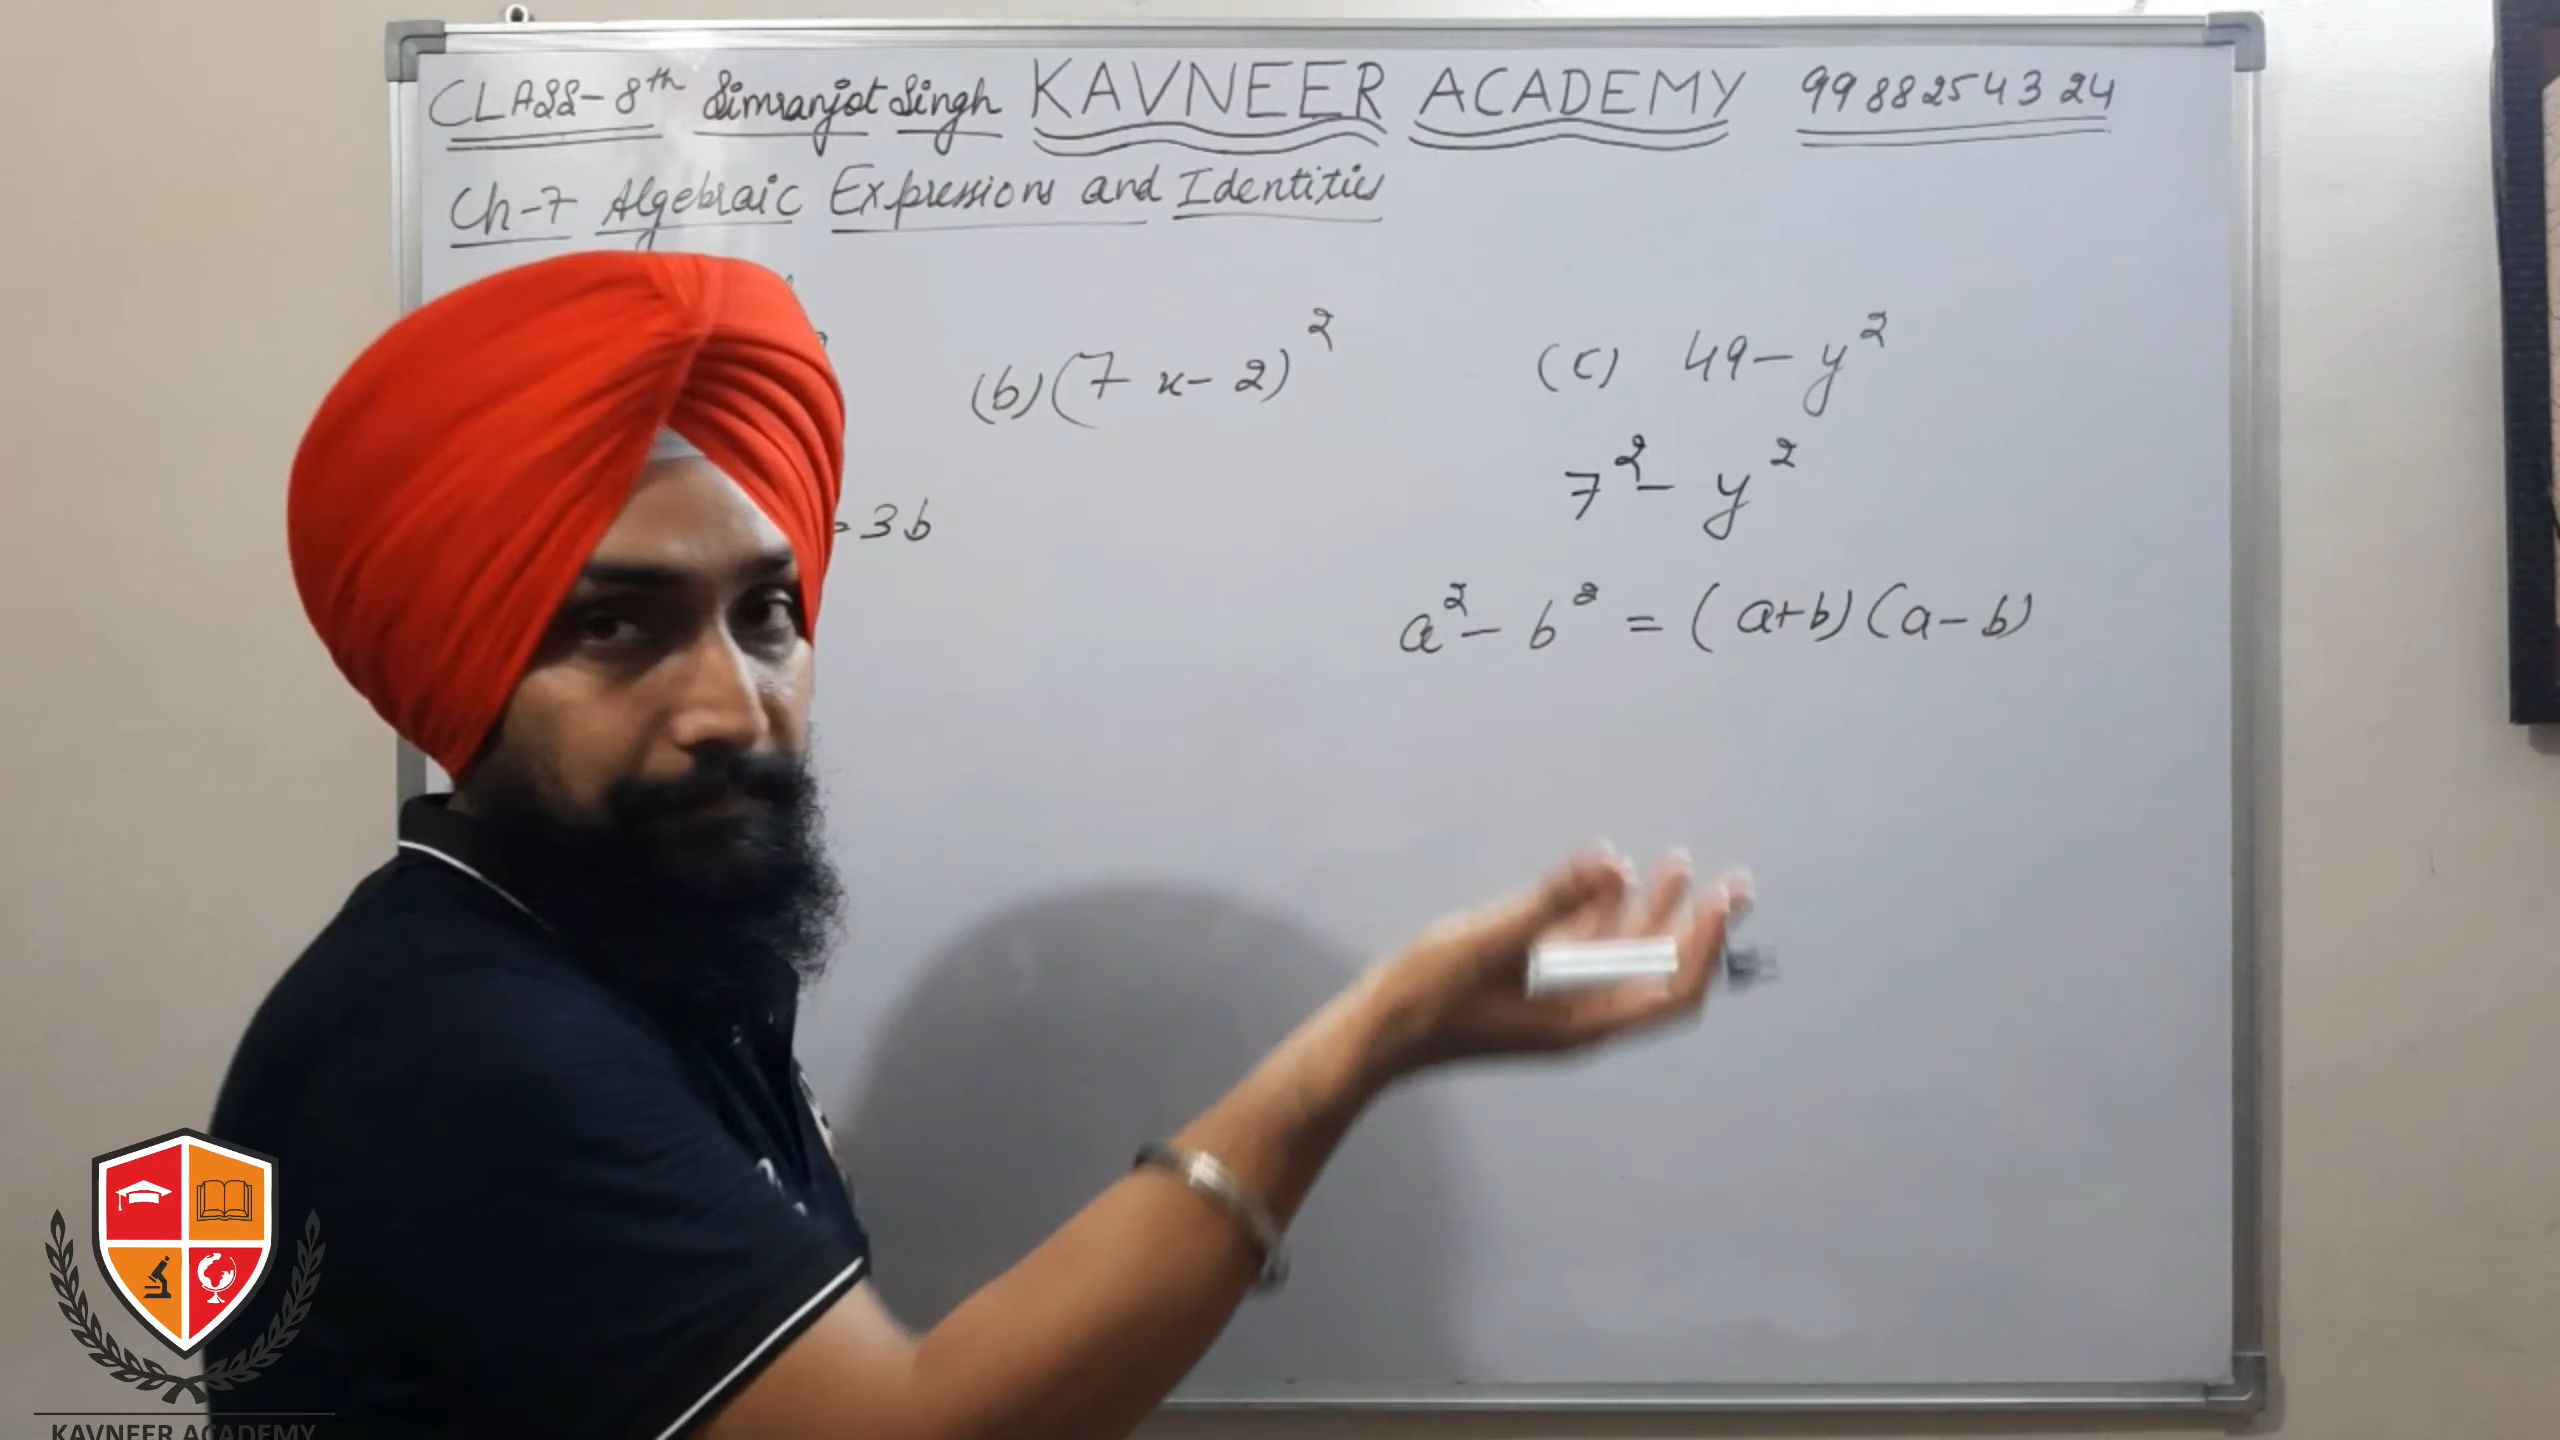 CLASS-8th Simranjot Singh KAVNEER ACADEMY 9988254324
Ch-7 Algebraic Expressions and Identities
(b) (7x-2)² (c) 49-y²
7²-y²
3b
a²-b² = (a+b)(a-b)
KAVNEER ACADEMY